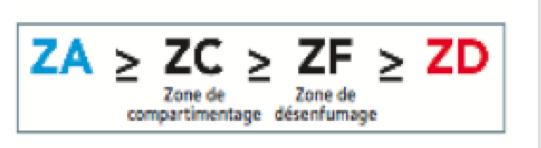 ZA ≥ ZC ≥ ZF ≥ ZD
Zone de compartimentage
Zone de désenfumage